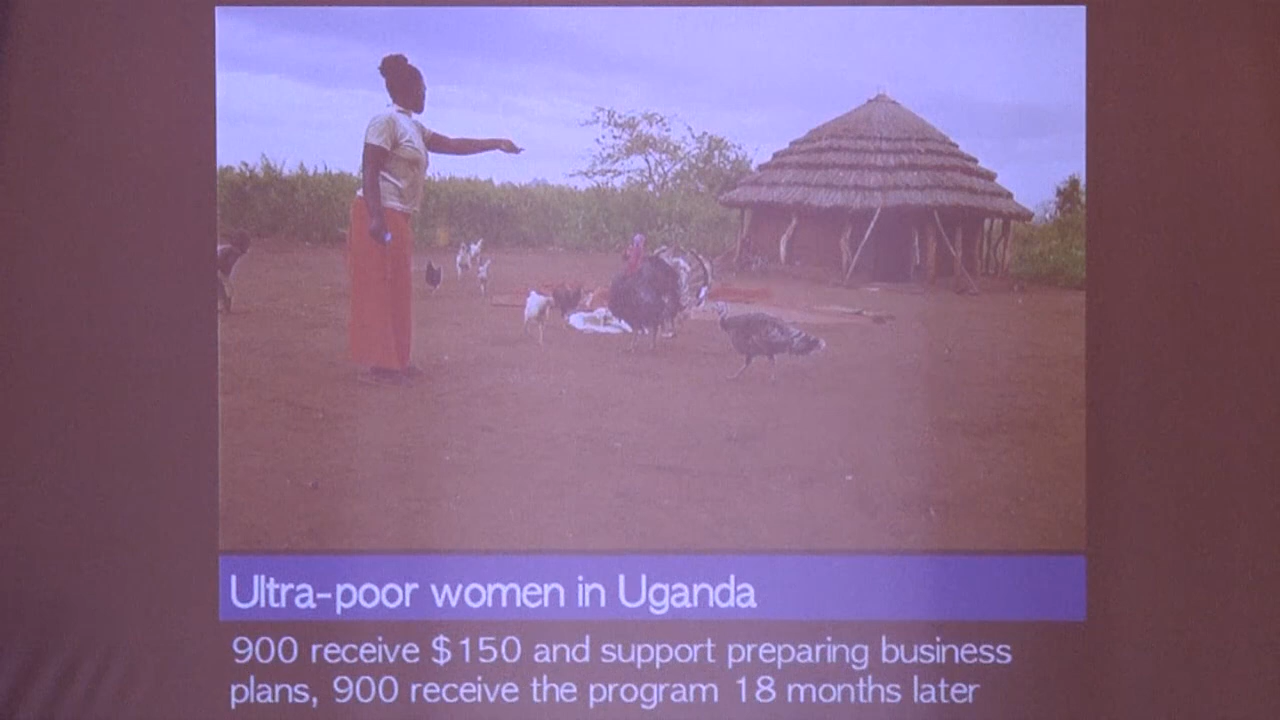 Ultra-poor women in Uganda
900 receive $150 and support preparing business
plans, 900 receive the program 18 months later